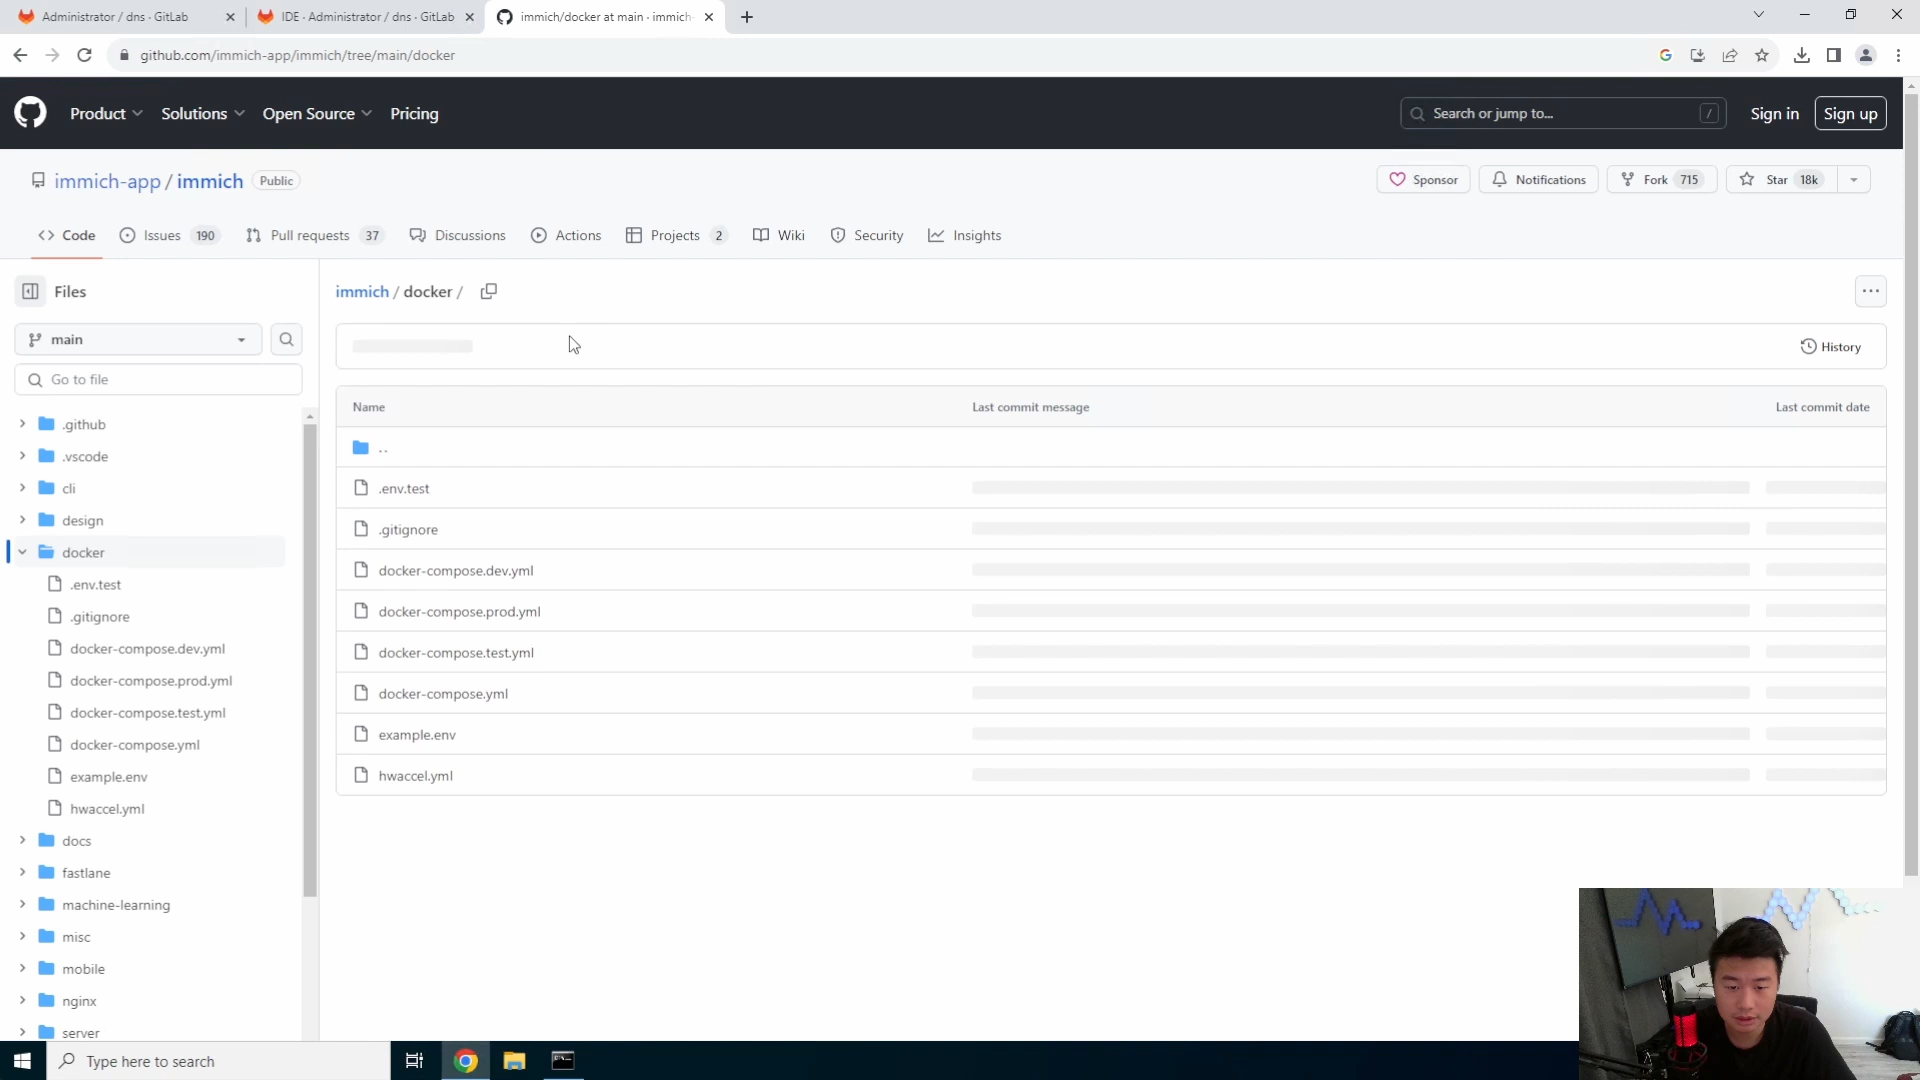 Administrator / dns · GitLab
IDE · Administrator / dns · GitLab
immich/docker at main · immich-
github.com/immich-app/immich/tree/main/docker
Product
Solutions
Open Source
Pricing
Search or jump to...
/
Sign in
Sign up
immich-app / immich
Public
Sponsor
Notifications
Fork 715
Star 18k
Code
Issues 190
Pull requests 37
Discussions
Actions
Projects 2
Wiki
Security
Insights
Files
immich / docker /
main
History
Go to file
Name
Last commit message
Last commit date
..
.env.test
.gitignore
docker-compose.dev.yml
docker-compose.prod.yml
docker-compose.test.yml
docker-compose.yml
example.env
hwaccel.yml
.github
.vscode
cli
design
docker
.env.test
.gitignore
docker-compose.dev.yml
docker-compose.prod.yml
docker-compose.test.yml
docker-compose.yml
example.env
hwaccel.yml
docs
fastlane
machine-learning
misc
mobile
nginx
server
Type here to search